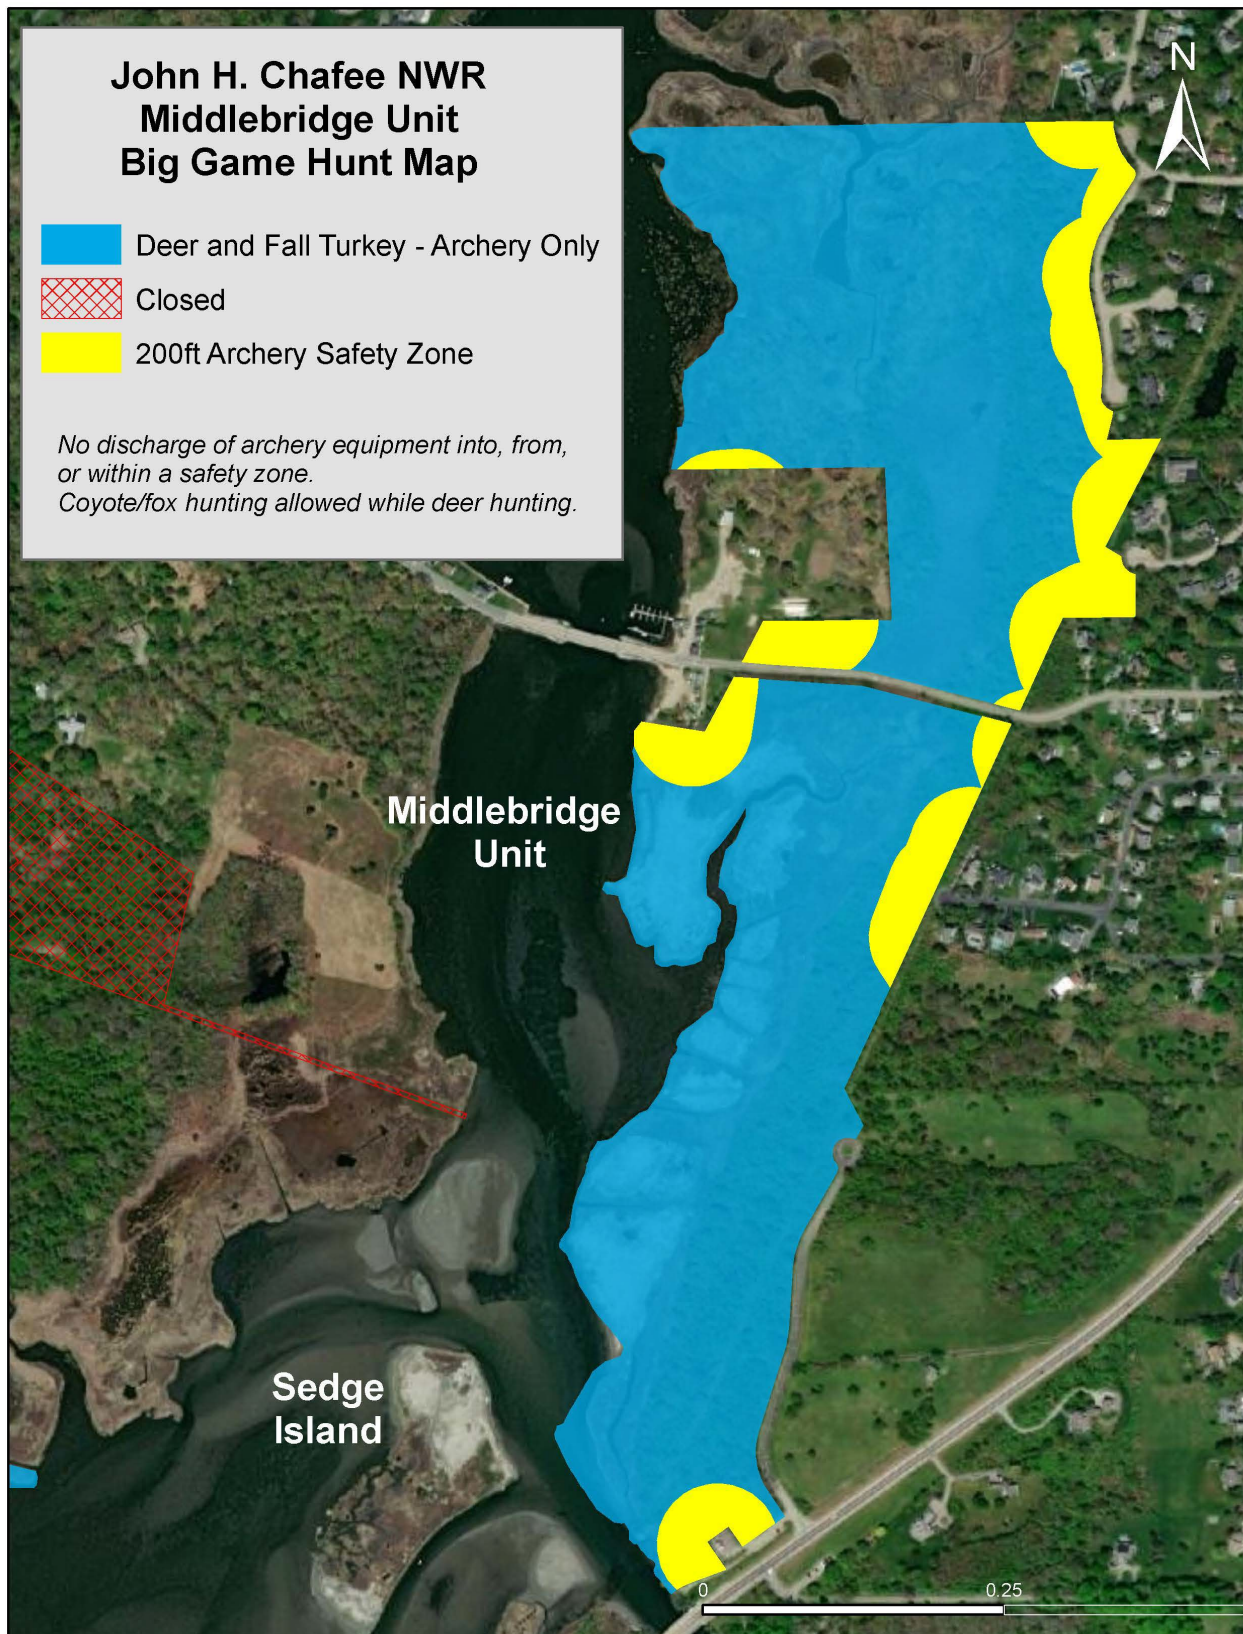 John H. Chafee NWR
Middlebridge Unit
Big Game Hunt Map
Deer and Fall Turkey - Archery Only
Closed
200ft Archery Safety Zone
No discharge of archery equipment into, from,
or within a safety zone.
Coyote/fox hunting allowed while deer hunting.
N
Middlebridge
Unit
Sedge
Island
0
0.25